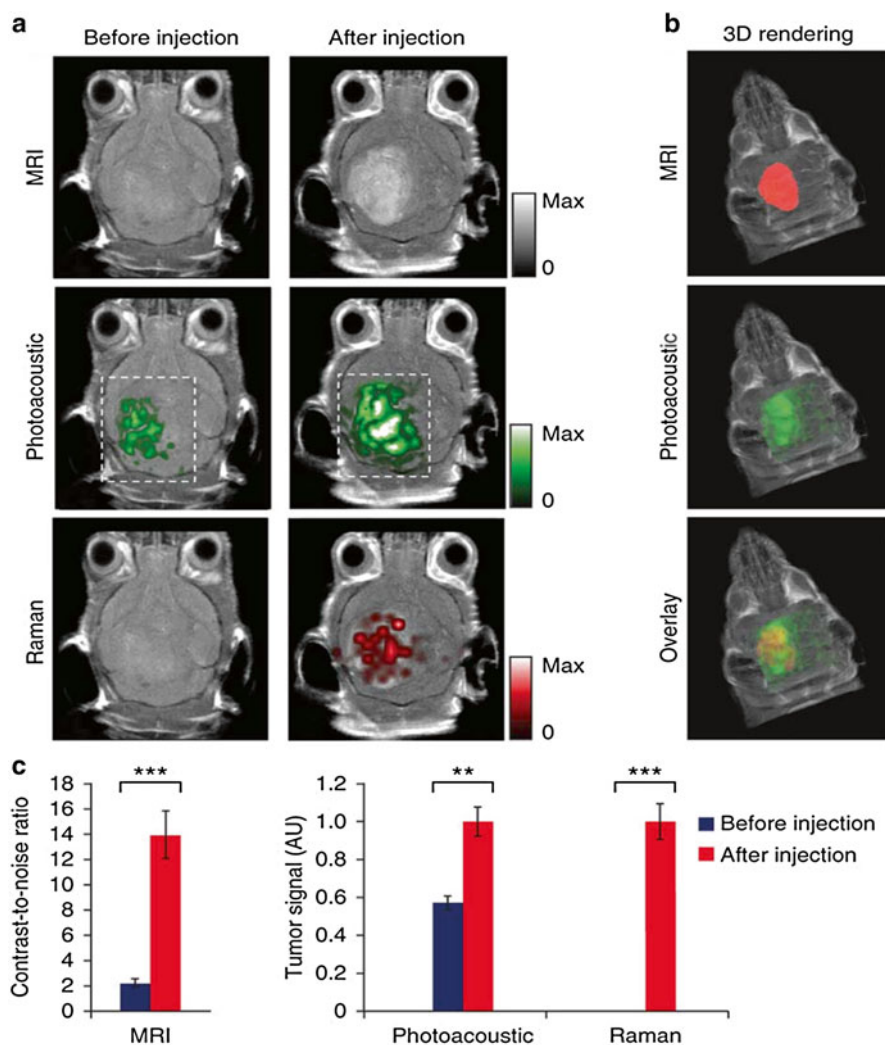 a
Before injection
After injection
MRI
Max
0
Photoacoustic
Max
0
Raman
Max
0
b
3D rendering
MRI
Photoacoustic
Overlay
c
Contrast-to-noise ratio
18
16
14
12
10
8
6
4
2
0
***
MRI
Tumor signal (AU)
1.2
1.0
0.8
0.6
0.4
0.2
0
**
***
Photoacoustic
Raman
Before injection
After injection